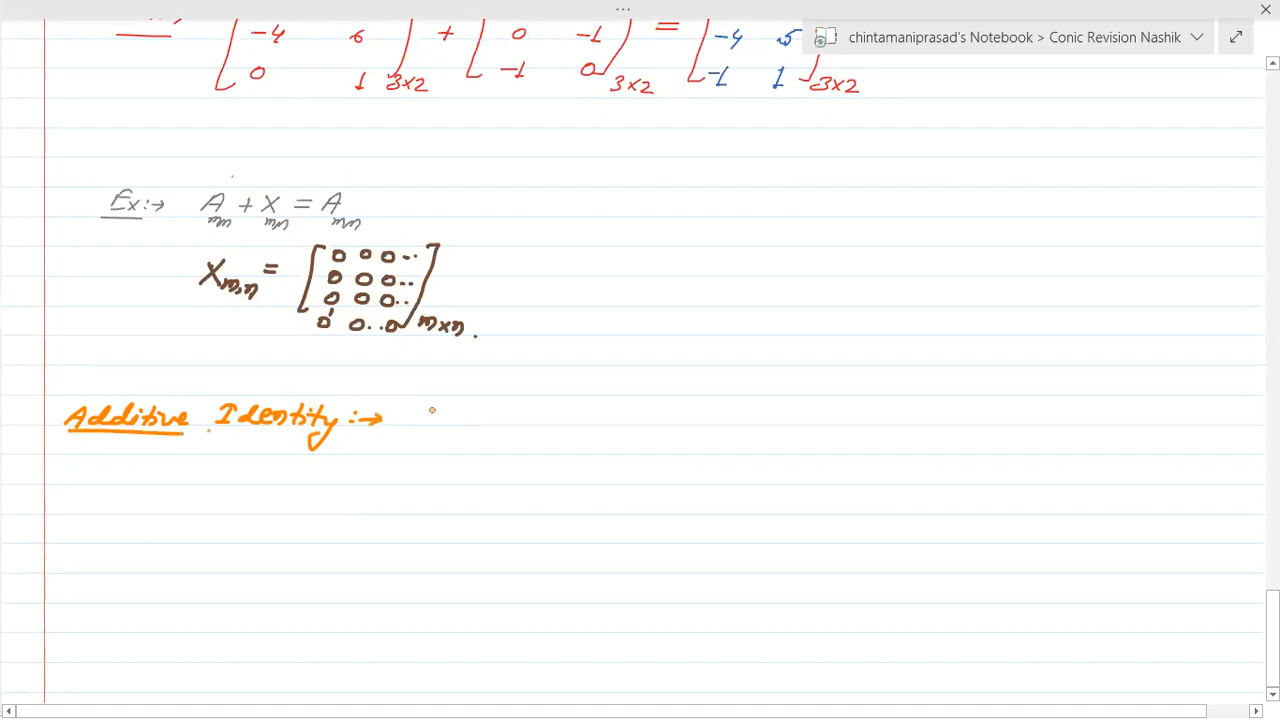 chintamaniprasad's Notebook > Conic Revision Nashik
-4 6 + 0 -1 = -4 5
0 1 3x2 -1 0 3x2 -1 1 3x2
Ex:→ A + X = A
mn mn mn
Xm,n = 0 0 0 ..
0 0 0 ..
0 0 0 ..
0 0 .. 0 mxn.
Additive Identity :→